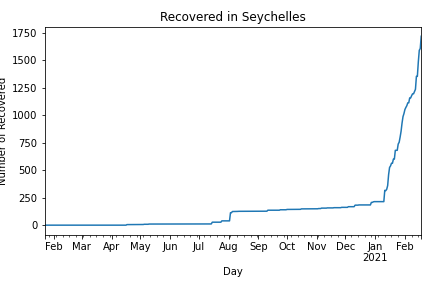 Recovered in Seychelles
1750
1500
1250
1000
750
500
250
0
Number of Recovered
Feb Mar Apr May Jun Jul Aug Sep Oct Nov Dec Jan Feb
2021
Day